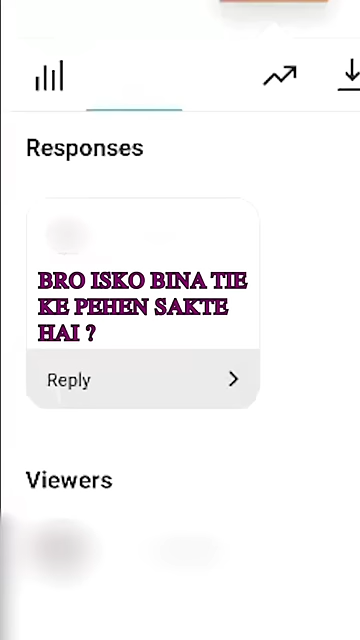 Responses
BRO ISKO BINA TIE
KE PEHEN SAKTE
HAI ?
Reply
Viewers